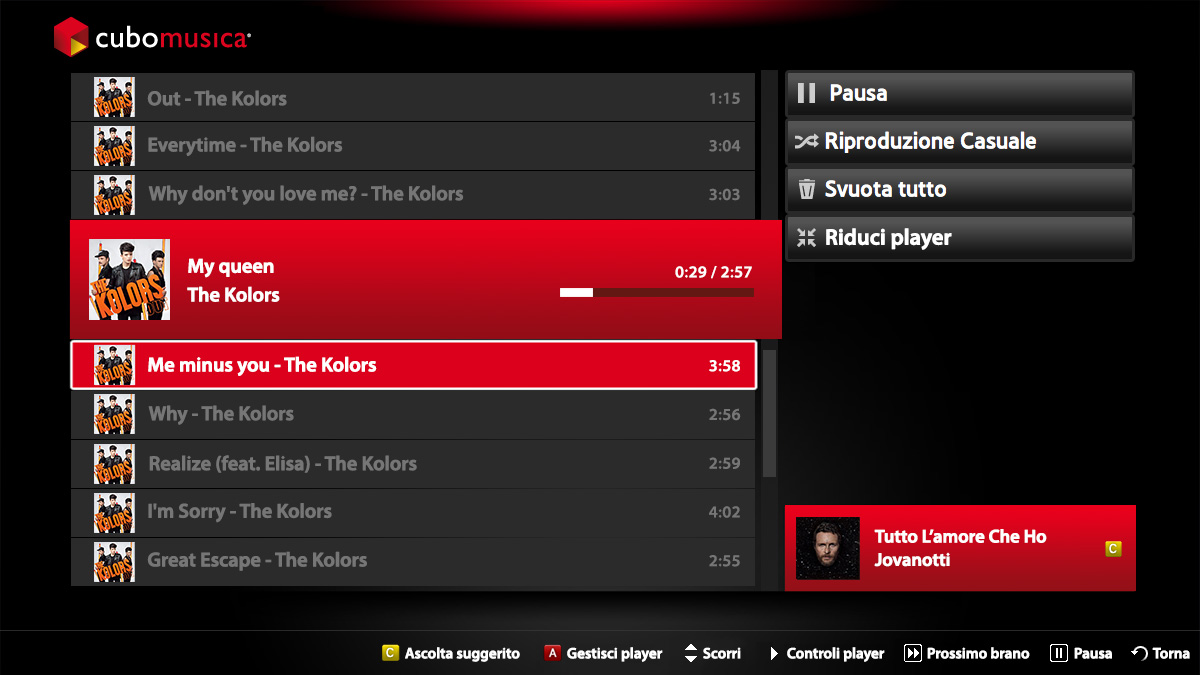 cubomusica
Out - The Kolors 1:15
Everytime - The Kolors 3:04
Why don't you love me? - The Kolors 3:03
THE KOLORS
My queen
The Kolors
0:29 / 2:57
Me minus you - The Kolors 3:58
Why - The Kolors 2:56
Realize (feat. Elisa) - The Kolors 2:59
I'm Sorry - The Kolors 4:02
Great Escape - The Kolors 2:55
Pausa
Riproduzione Casuale
Svuota tutto
Riduci player
Tutto L’amore Che Ho
Jovanotti
C
C Ascolta suggerito A Gestisci player Scorri Controli player Prossimo brano Pausa Torna